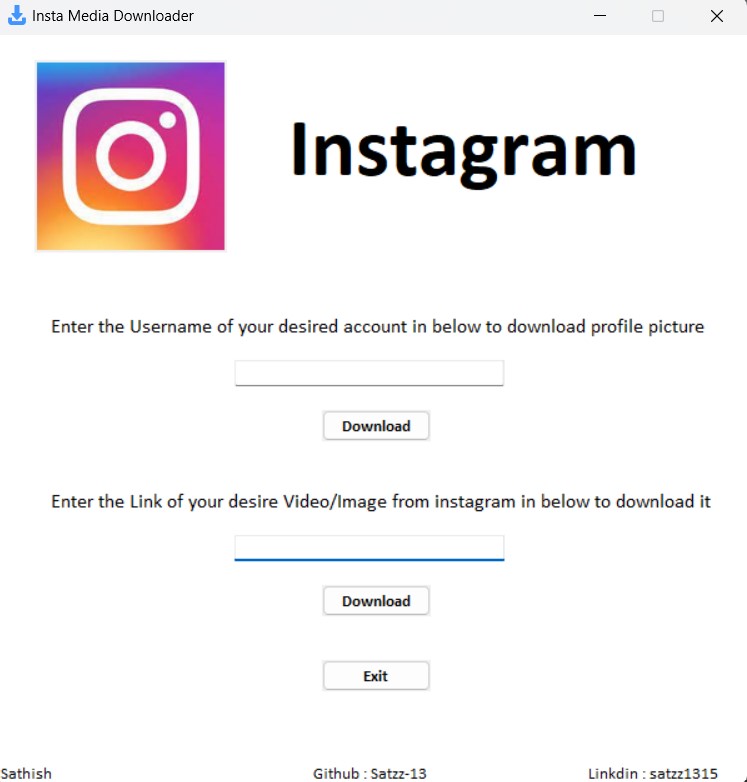 Insta Media Downloader
Instagram
Enter the Username of your desired account in below to download profile picture
Download
Enter the Link of your desire Video/Image from instagram in below to download it
Download
Exit
Sathish Github : Satzz-13 Linkdin : satzz1315